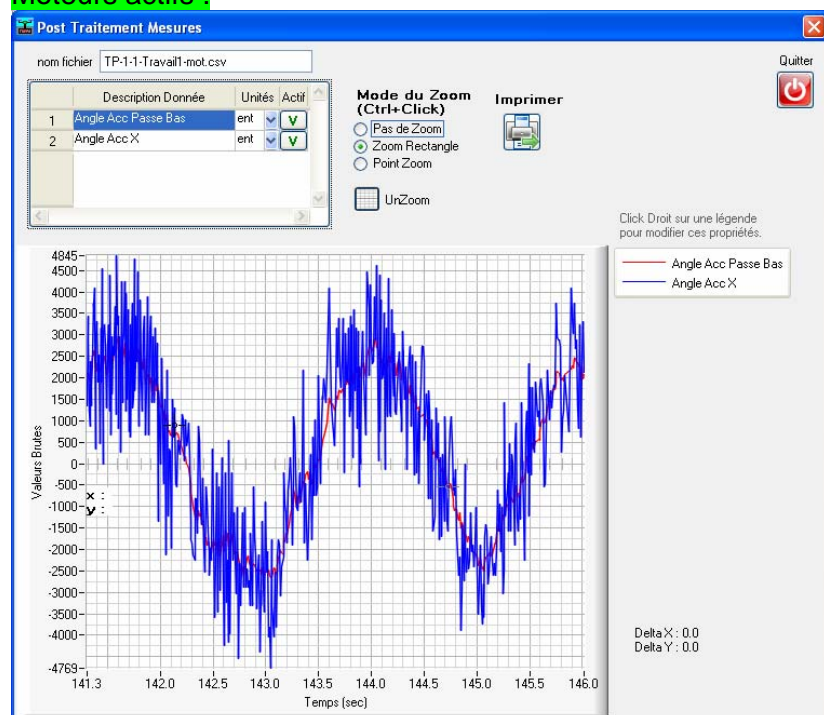 Moteurs actifs :
Post Traitement Mesures
nom fichier TP-1-1-Travail1-mot.csv
Quitter
Description Donnée Unités Actif
1 Angle Acc Passe Bas ent V
2 Angle Acc X ent V
Mode du Zoom
(Ctrl+Click)
Pas de Zoom
Zoom Rectangle
Point Zoom
UnZoom
Imprimer
Click Droit sur une légende
pour modifier ces propriétés.
Angle Acc Passe Bas
Angle Acc X
Valeurs Brutes
4845
4500
4000
3500
3000
2500
2000
1500
1000
500
0
-500
-1000
-1500
-2000
-2500
-3000
-3500
-4000
-4769
x :
y :
141.3 142.0 142.5 143.0 143.5 144.0 144.5 145.0 145.5 146.0
Temps (sec)
Delta X : 0.0
Delta Y : 0.0